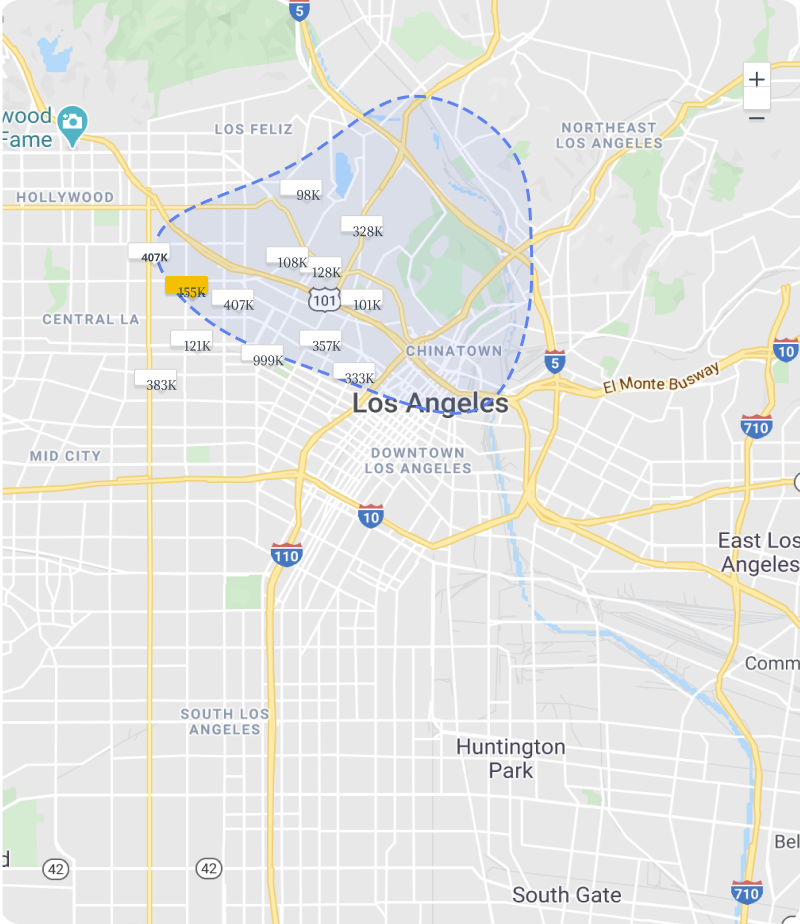 5
+
−
wood
Fame
LOS FELIZ
NORTHEAST
LOS ANGELES
HOLLYWOOD
98K
328K
407K
108K
128K
155K
407K
101
101K
CENTRAL LA
121K
357K
999K
CHINATOWN
5
10
333K
383K
El Monte Busway
Los Angeles
710
MID CITY
DOWNTOWN
LOS ANGELES
10
110
East Los
Angeles
Comm
SOUTH LOS
ANGELES
Huntington
Park
Bel
d
42
42
South Gate
710